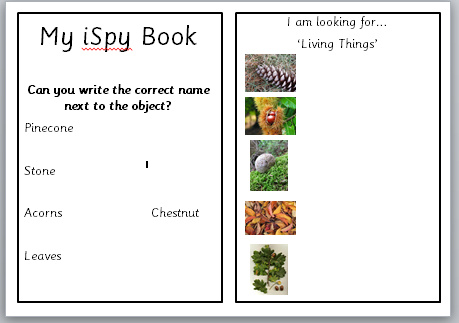 My iSpy Book
Can you write the correct name
next to the object?
Pinecone
Stone
Acorns
Chestnut
Leaves
I am looking for...
'Living Things'